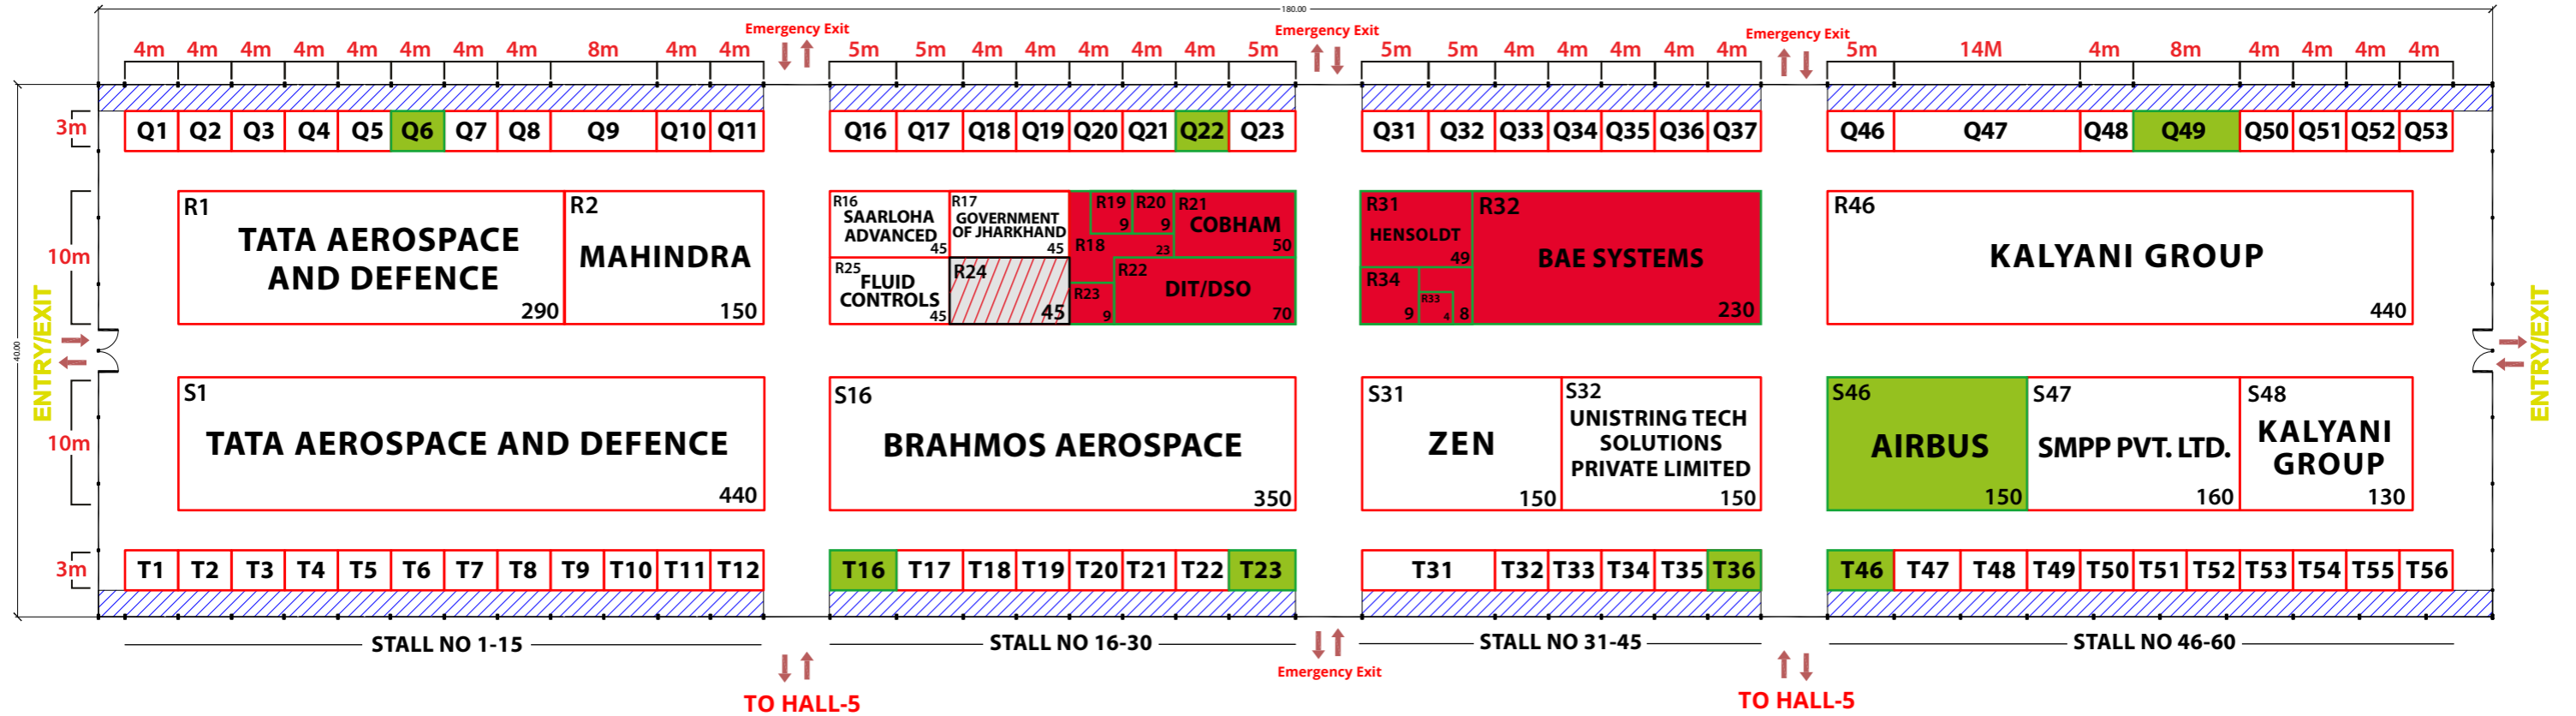 180.00
Emergency Exit
Emergency Exit
Emergency Exit
4m 4m 4m 4m 4m 4m 4m 4m 8m 4m 4m
5m 5m 4m 4m 4m 4m 4m 5m
5m 5m 4m 4m 4m 4m 4m
5m 14M 4m 8m 4m 4m 4m 4m
3m
Q1 Q2 Q3 Q4 Q5 Q6 Q7 Q8 Q9 Q10 Q11
Q16 Q17 Q18 Q19 Q20 Q21 Q22 Q23
Q31 Q32 Q33 Q34 Q35 Q36 Q37
Q46 Q47 Q48 Q49 Q50 Q51 Q52 Q53
10m
R1
TATA AEROSPACE
AND DEFENCE
290
R2
MAHINDRA
150
R16
SAARLOHA
ADVANCED
45
R17
GOVERNMENT
OF JHARKHAND
45
R18
23
R19
9
R20
9
R21
COBHAM
50
R25
FLUID
CONTROLS
45
R24
45
R23
9
R22
DIT/DSO
70
R31
HENSOLDT
49
R32
BAE SYSTEMS
230
R34
9
R33
4
8
R46
KALYANI GROUP
440
ENTRY/EXIT
40.00
ENTRY/EXIT
10m
S1
TATA AEROSPACE AND DEFENCE
440
S16
BRAHMOS AEROSPACE
350
S31
ZEN
150
S32
UNISTRING TECH
SOLUTIONS
PRIVATE LIMITED
150
S46
AIRBUS
150
S47
SMPP PVT. LTD.
160
S48
KALYANI
GROUP
130
3m
T1 T2 T3 T4 T5 T6 T7 T8 T9 T10 T11 T12
T16 T17 T18 T19 T20 T21 T22 T23
T31 T32 T33 T34 T35 T36
T46 T47 T48 T49 T50 T51 T52 T53 T54 T55 T56
STALL NO 1-15
STALL NO 16-30
STALL NO 31-45
STALL NO 46-60
Emergency Exit
TO HALL-5
TO HALL-5